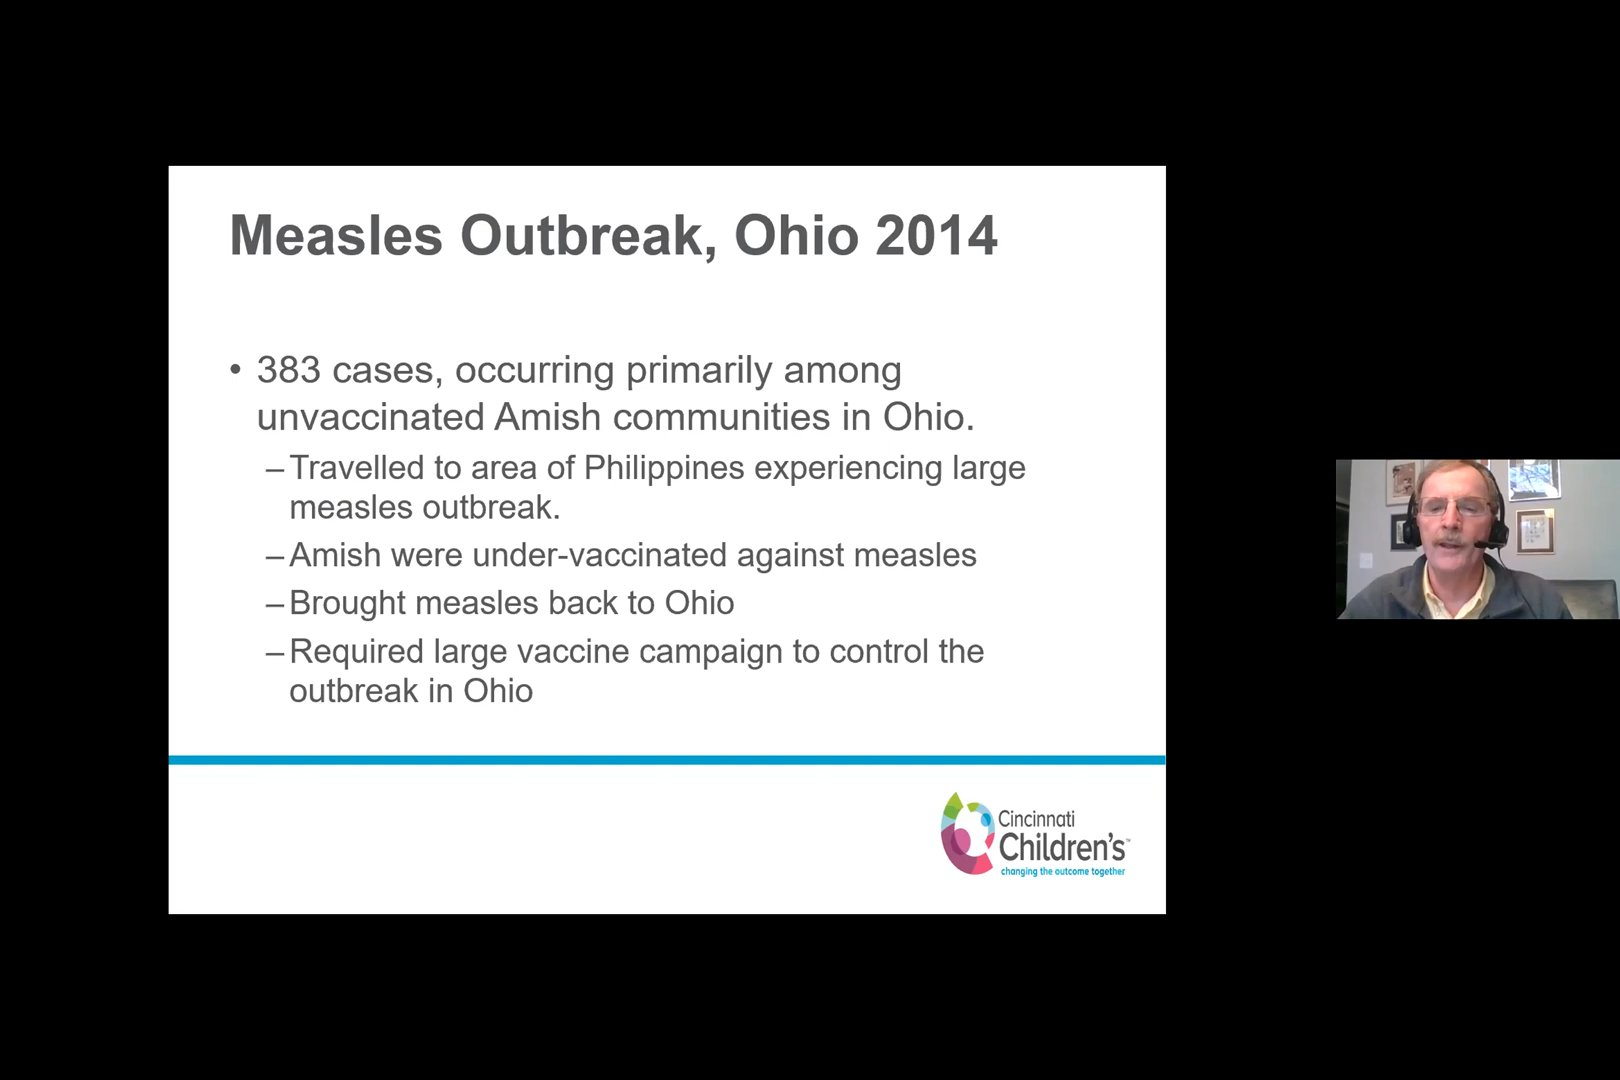 Measles Outbreak, Ohio 2014
• 383 cases, occurring primarily among
unvaccinated Amish communities in Ohio.
–Travelled to area of Philippines experiencing large
measles outbreak.
–Amish were under-vaccinated against measles
–Brought measles back to Ohio
–Required large vaccine campaign to control the
outbreak in Ohio
Cincinnati
Children's™
changing the outcome together